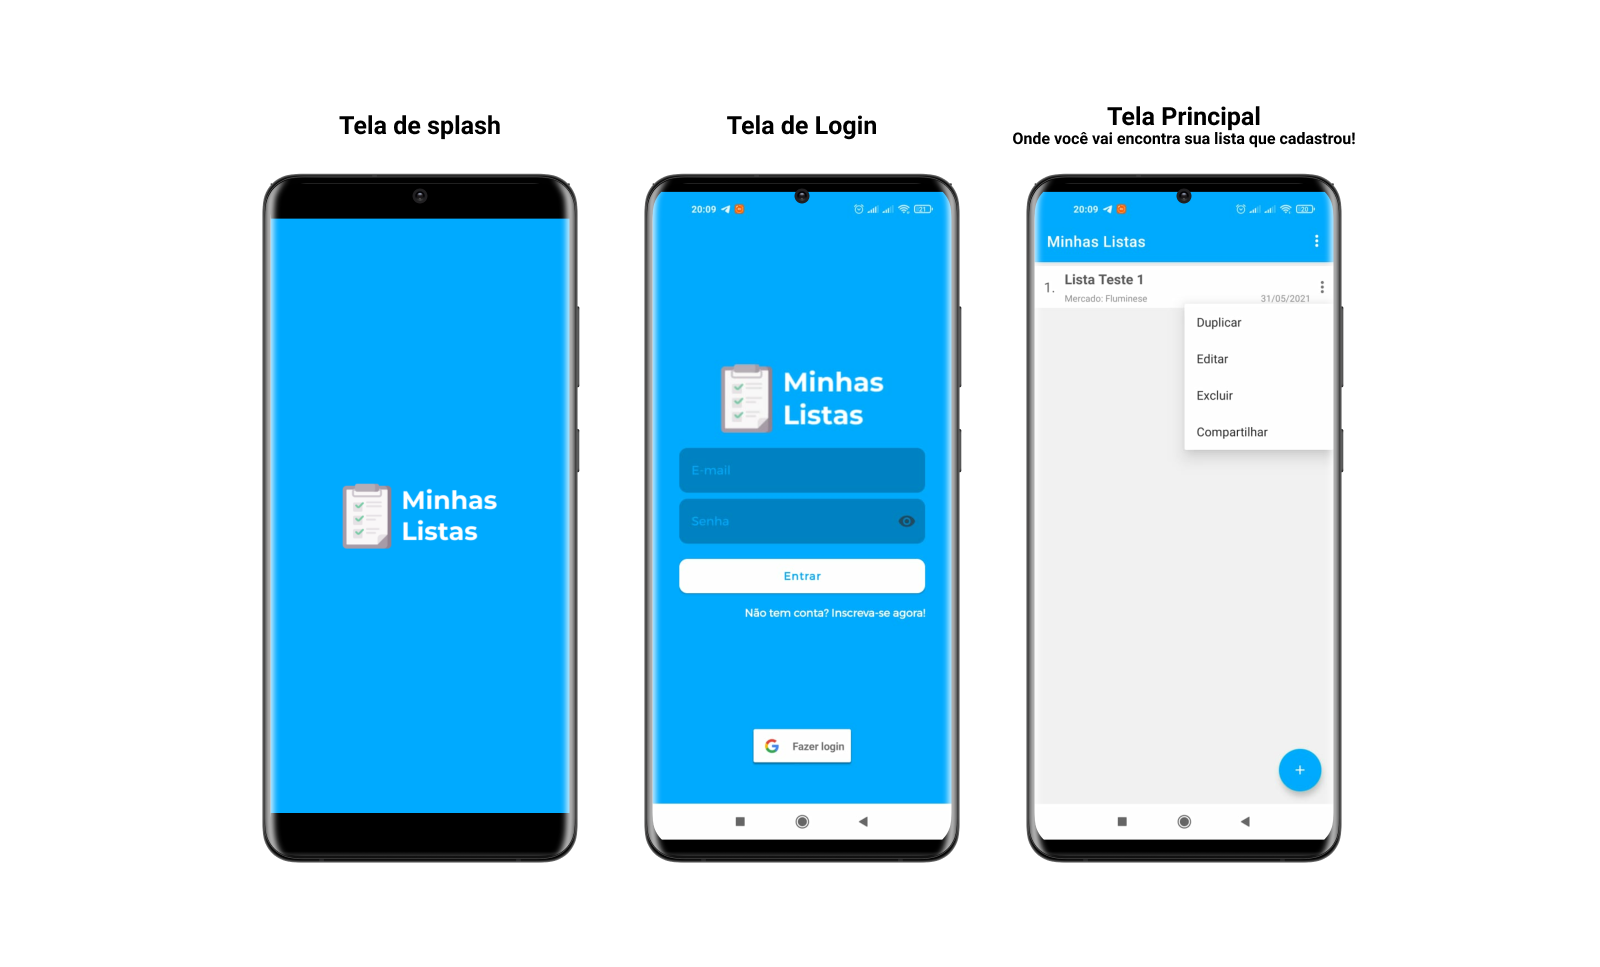 Tela de splash
Minhas
Listas
Tela de Login
20:09
21
Minhas
Listas
E-mail
Senha
Entrar
Não tem conta? Inscreva-se agora!
Fazer login
Tela Principal
Onde você vai encontra sua lista que cadastrou!
20:09
20
Minhas Listas
1.
Lista Teste 1
Mercado: Fluminese
31/05/2021
Duplicar
Editar
Excluir
Compartilhar
+